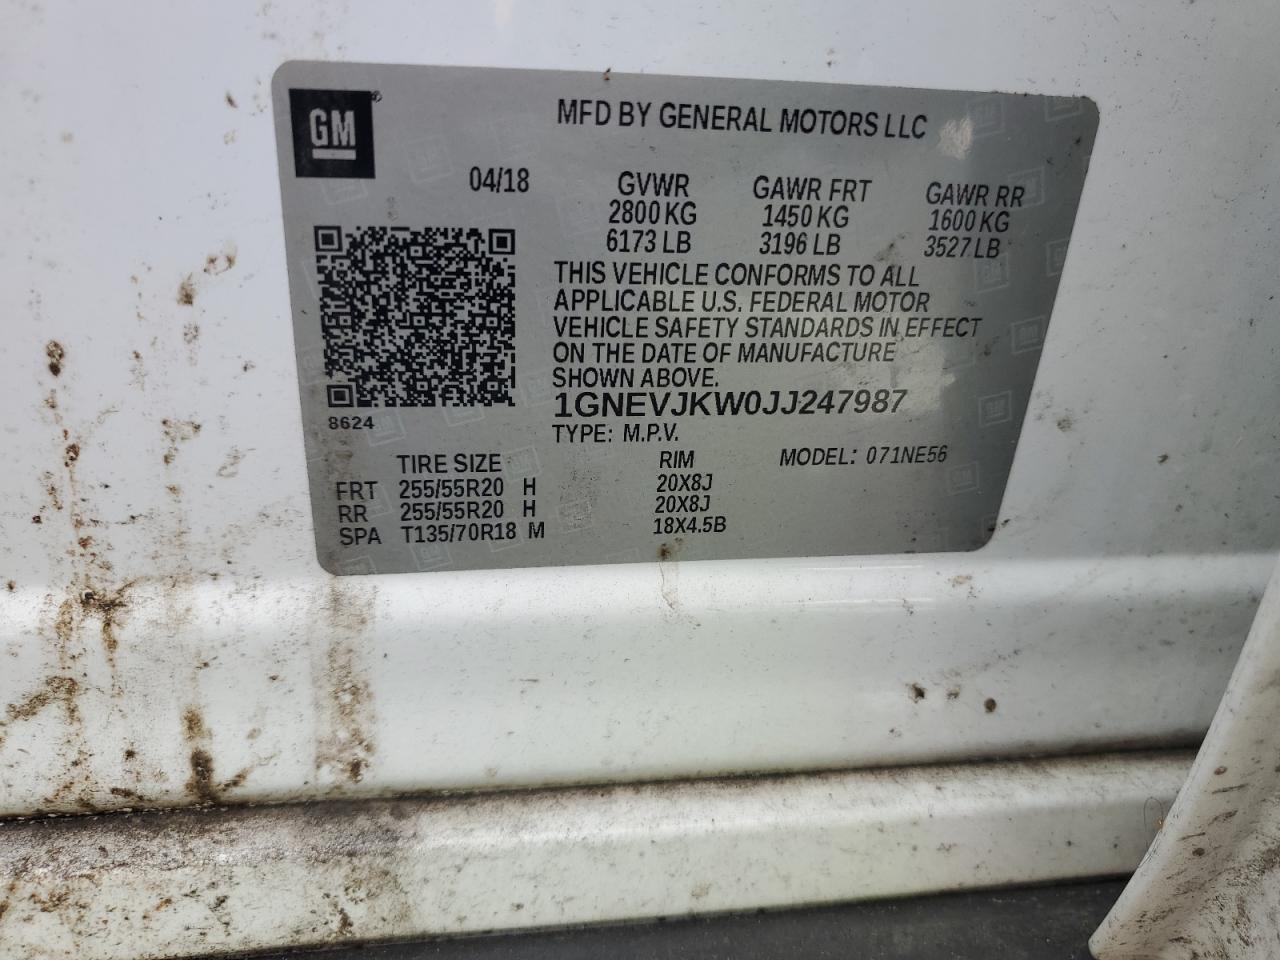 GM®
MFD BY GENERAL MOTORS LLC
04/18
GVWR GAWR FRT GAWR RR
2800 KG 1450 KG 1600 KG
6173 LB 3196 LB 3527 LB
THIS VEHICLE CONFORMS TO ALL
APPLICABLE U.S. FEDERAL MOTOR
VEHICLE SAFETY STANDARDS IN EFFECT
ON THE DATE OF MANUFACTURE
SHOWN ABOVE.
1GNEVJKW0JJ247987
8624
TYPE: M.P.V.
MODEL: 071NE56
TIRE SIZE RIM
FRT 255/55R20 H 20X8J
RR 255/55R20 H 20X8J
SPA T135/70R18 M 18X4.5B